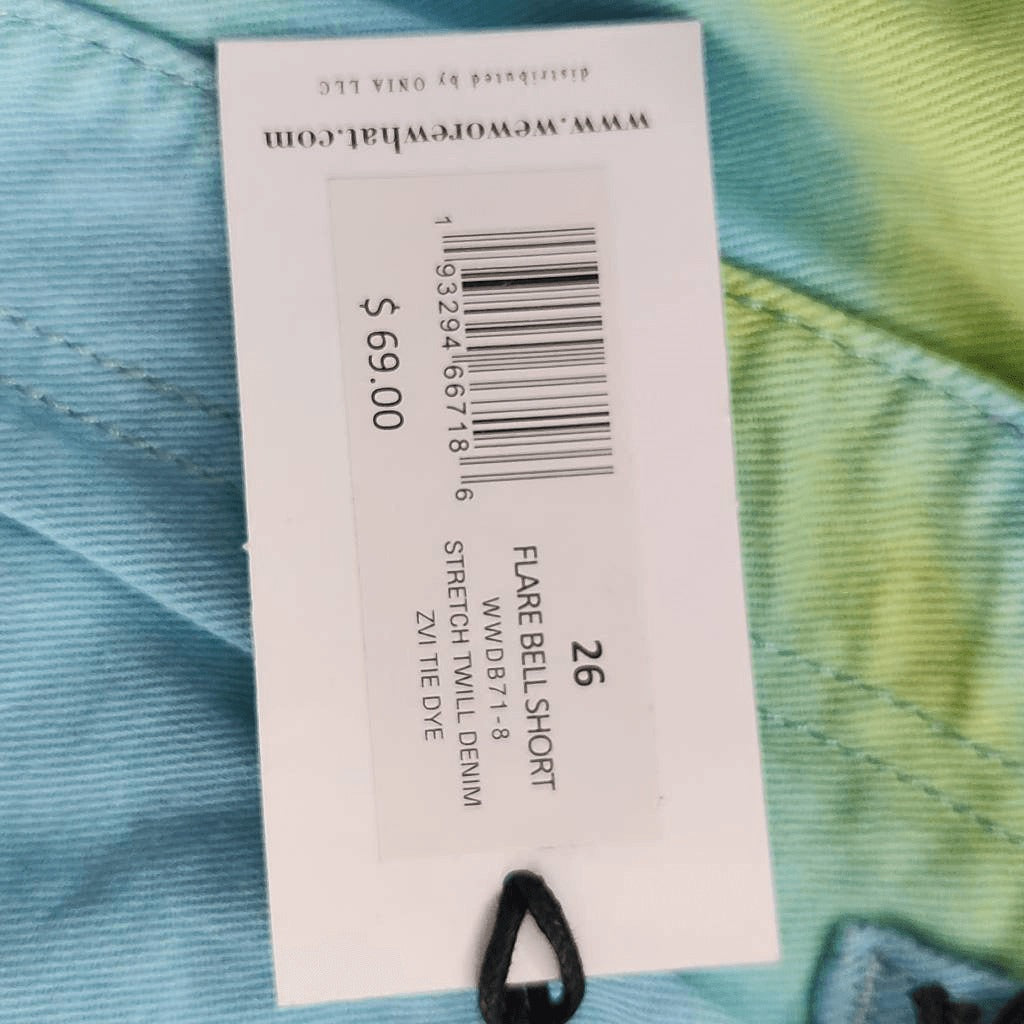 26
FLARE BELL SHORT
WWDB71-8
STRETCH TWILL DENIM
ZVI TIE DYE
1 93294 66718 6
$ 69.00
www.weworewhat.com
distributed by ONIA LLC